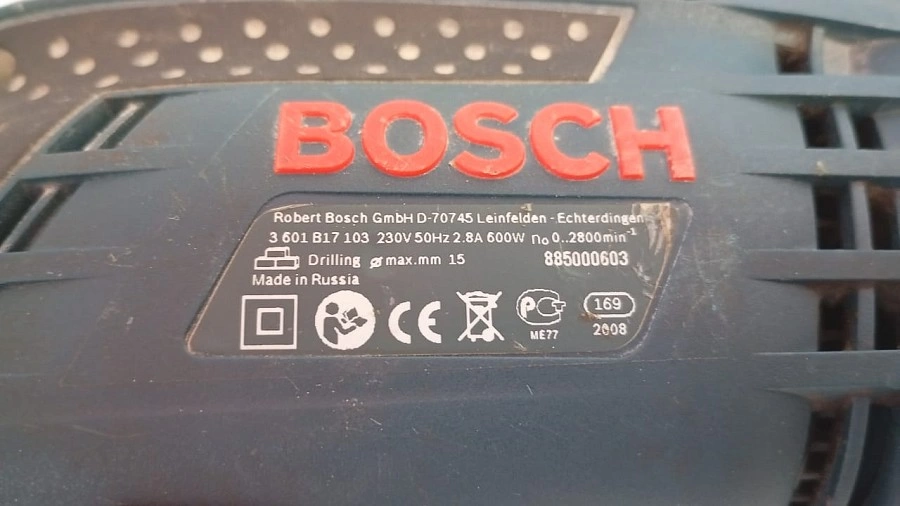 BOSCH
Robert Bosch GmbH D-70745 Leinfelden - Echterdingen
3 601 B17 103 230V 50Hz 2.8A 600W n₀ 0..2800min⁻¹
Drilling ⌀ max.mm 15 885000603
Made in Russia
CE PCT 169
ME77 2008